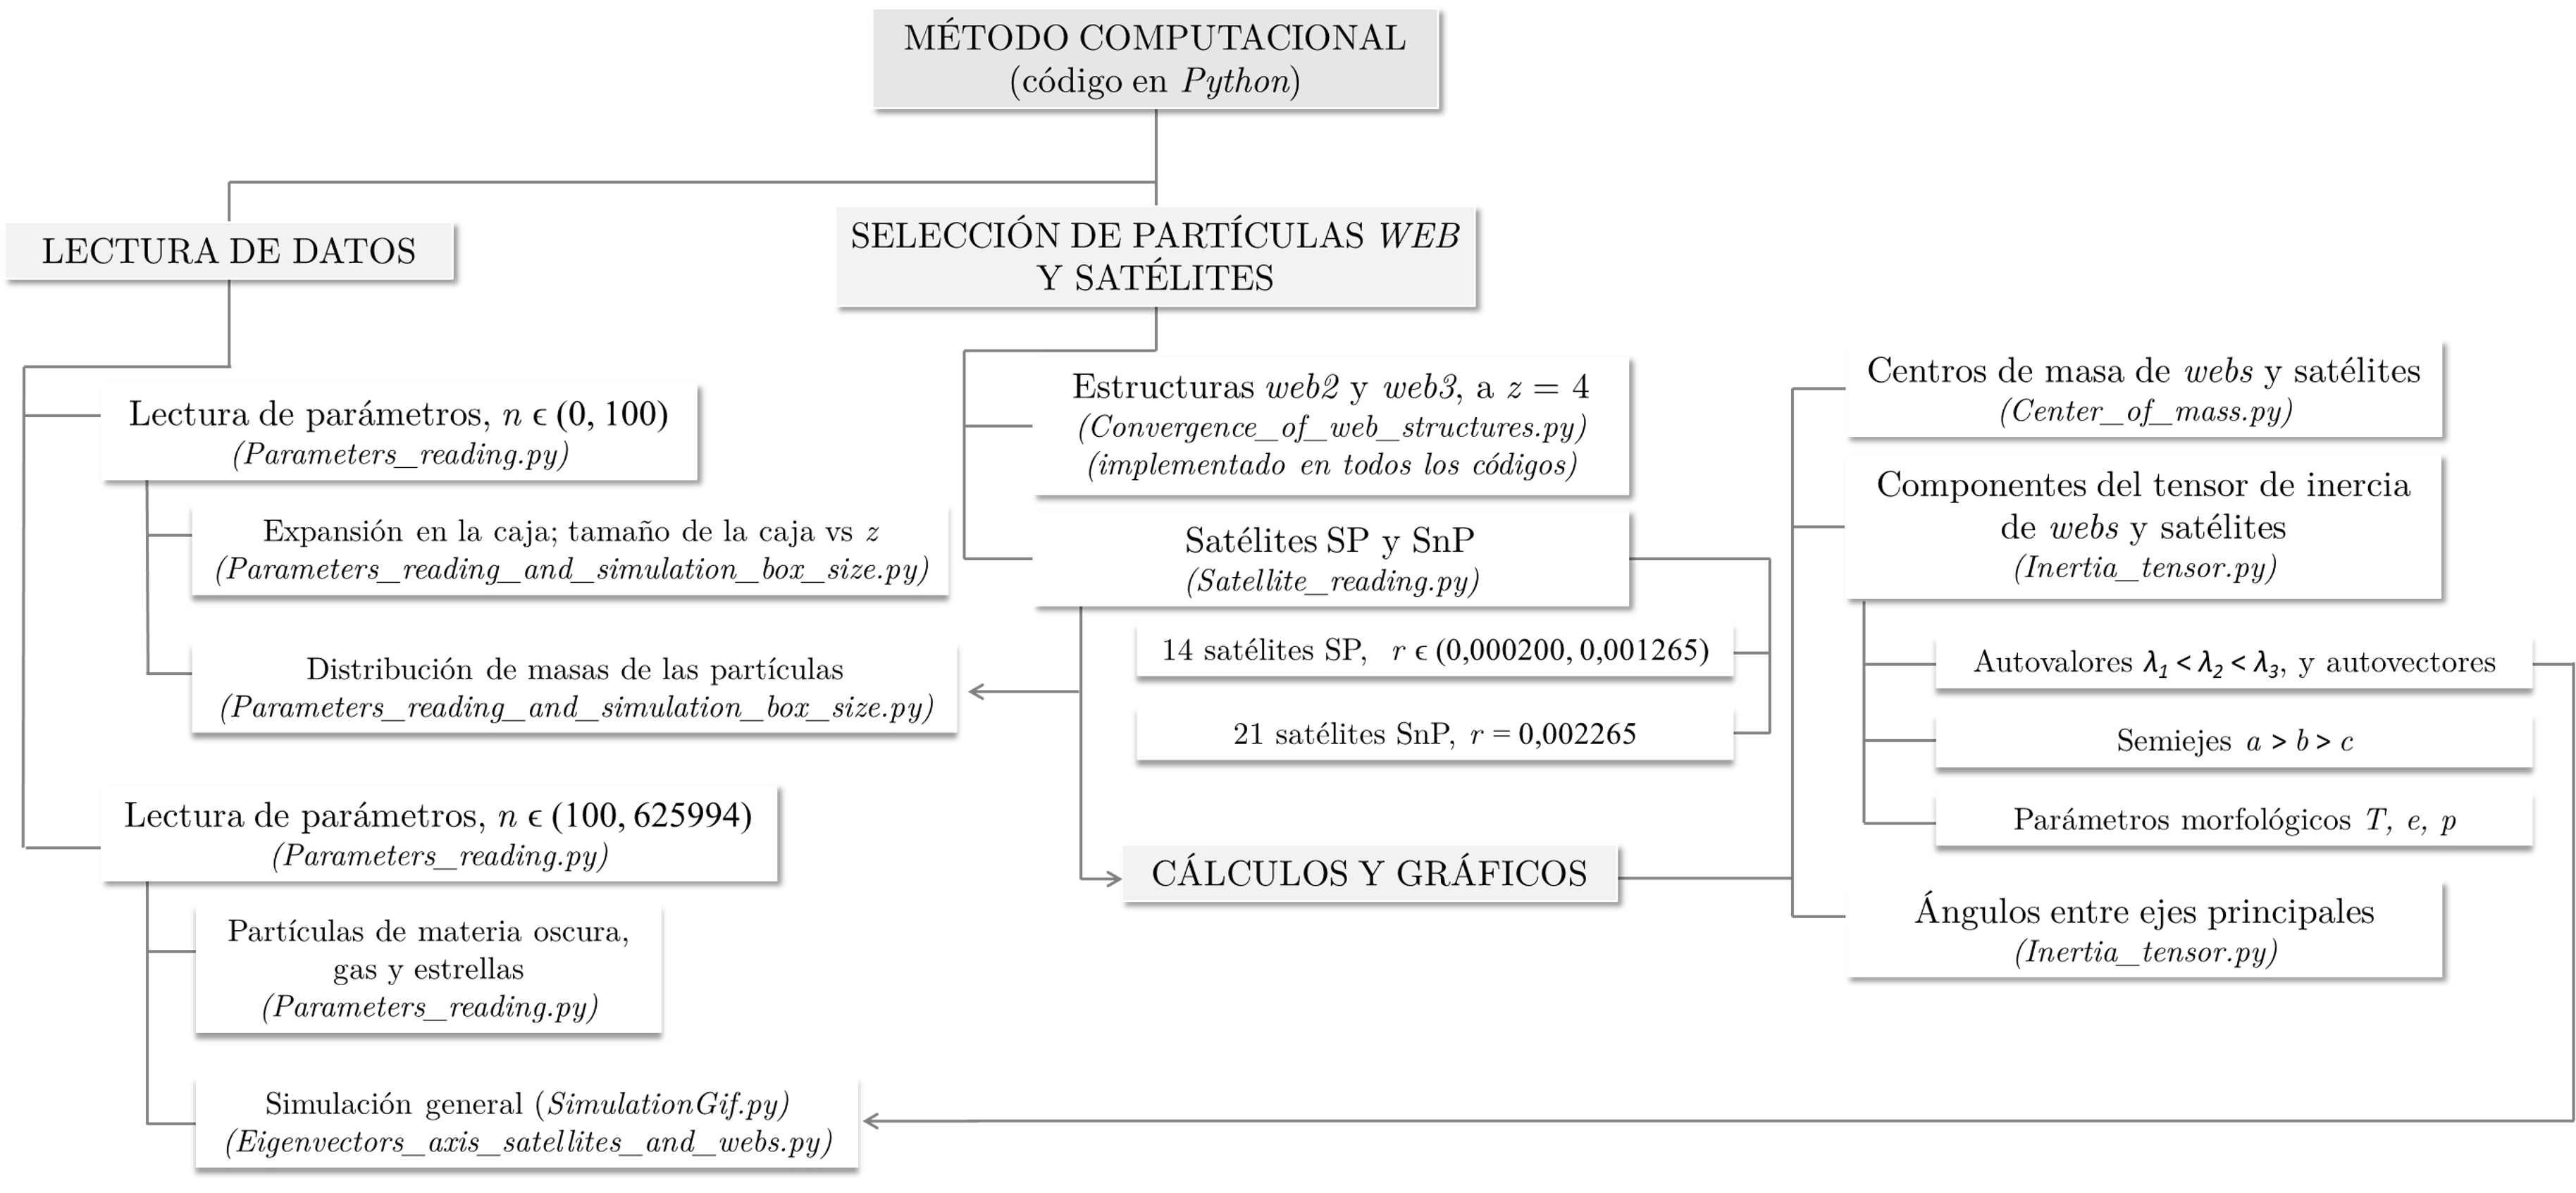 MÉTODO COMPUTACIONAL
(código en Python)
LECTURA DE DATOS
Lectura de parámetros, n ϵ (0, 100)
(Parameters_reading.py)
Expansión en la caja; tamaño de la caja vs z
(Parameters_reading_and_simulation_box_size.py)
Distribución de masas de las partículas
(Parameters_reading_and_simulation_box_size.py)
Lectura de parámetros, n ϵ (100, 625994)
(Parameters_reading.py)
Partículas de materia oscura,
gas y estrellas
(Parameters_reading.py)
Simulación general (SimulationGif.py)
(Eigenvectors_axis_satellites_and_webs.py)
SELECCIÓN DE PARTÍCULAS WEB
Y SATÉLITES
Estructuras web2 y web3, a z = 4
(Convergence_of_web_structures.py)
(implementado en todos los códigos)
Satélites SP y SnP
(Satellite_reading.py)
14 satélites SP, r ϵ (0,000200, 0,001265)
21 satélites SnP, r = 0,002265
CÁLCULOS Y GRÁFICOS
Centros de masa de webs y satélites
(Center_of_mass.py)
Componentes del tensor de inercia
de webs y satélites
(Inertia_tensor.py)
Autovalores λ₁ < λ₂ < λ₃, y autovectores
Semiejes a > b > c
Parámetros morfológicos T, e, p
Ángulos entre ejes principales
(Inertia_tensor.py)